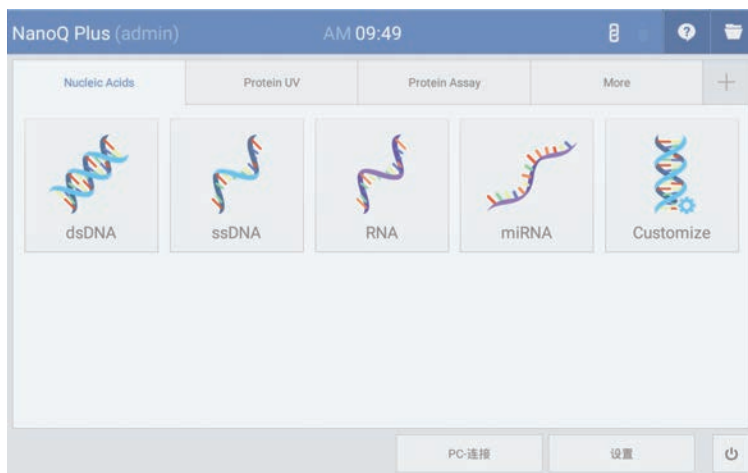 NanoQ Plus (admin) AM 09:49
Nucleic Acids Protein UV Protein Assay More
dsDNA ssDNA RNA miRNA Customize
PC-连接 设置